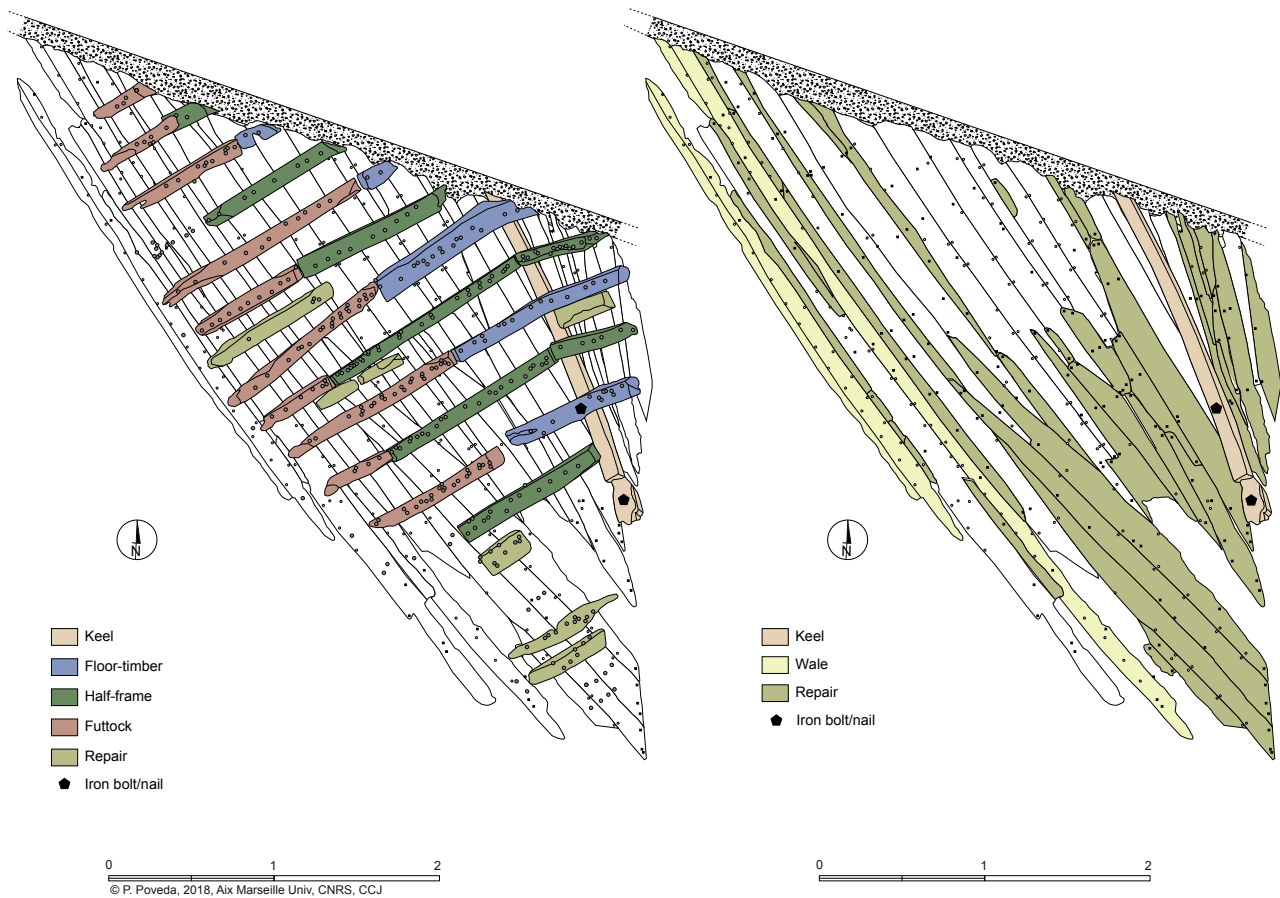 N
Keel
Floor-timber
Half-frame
Futtock
Repair
Iron bolt/nail
0 1 2
© P. Poveda, 2018, Aix Marseille Univ, CNRS, CCJ
N
Keel
Wale
Repair
Iron bolt/nail
0 1 2